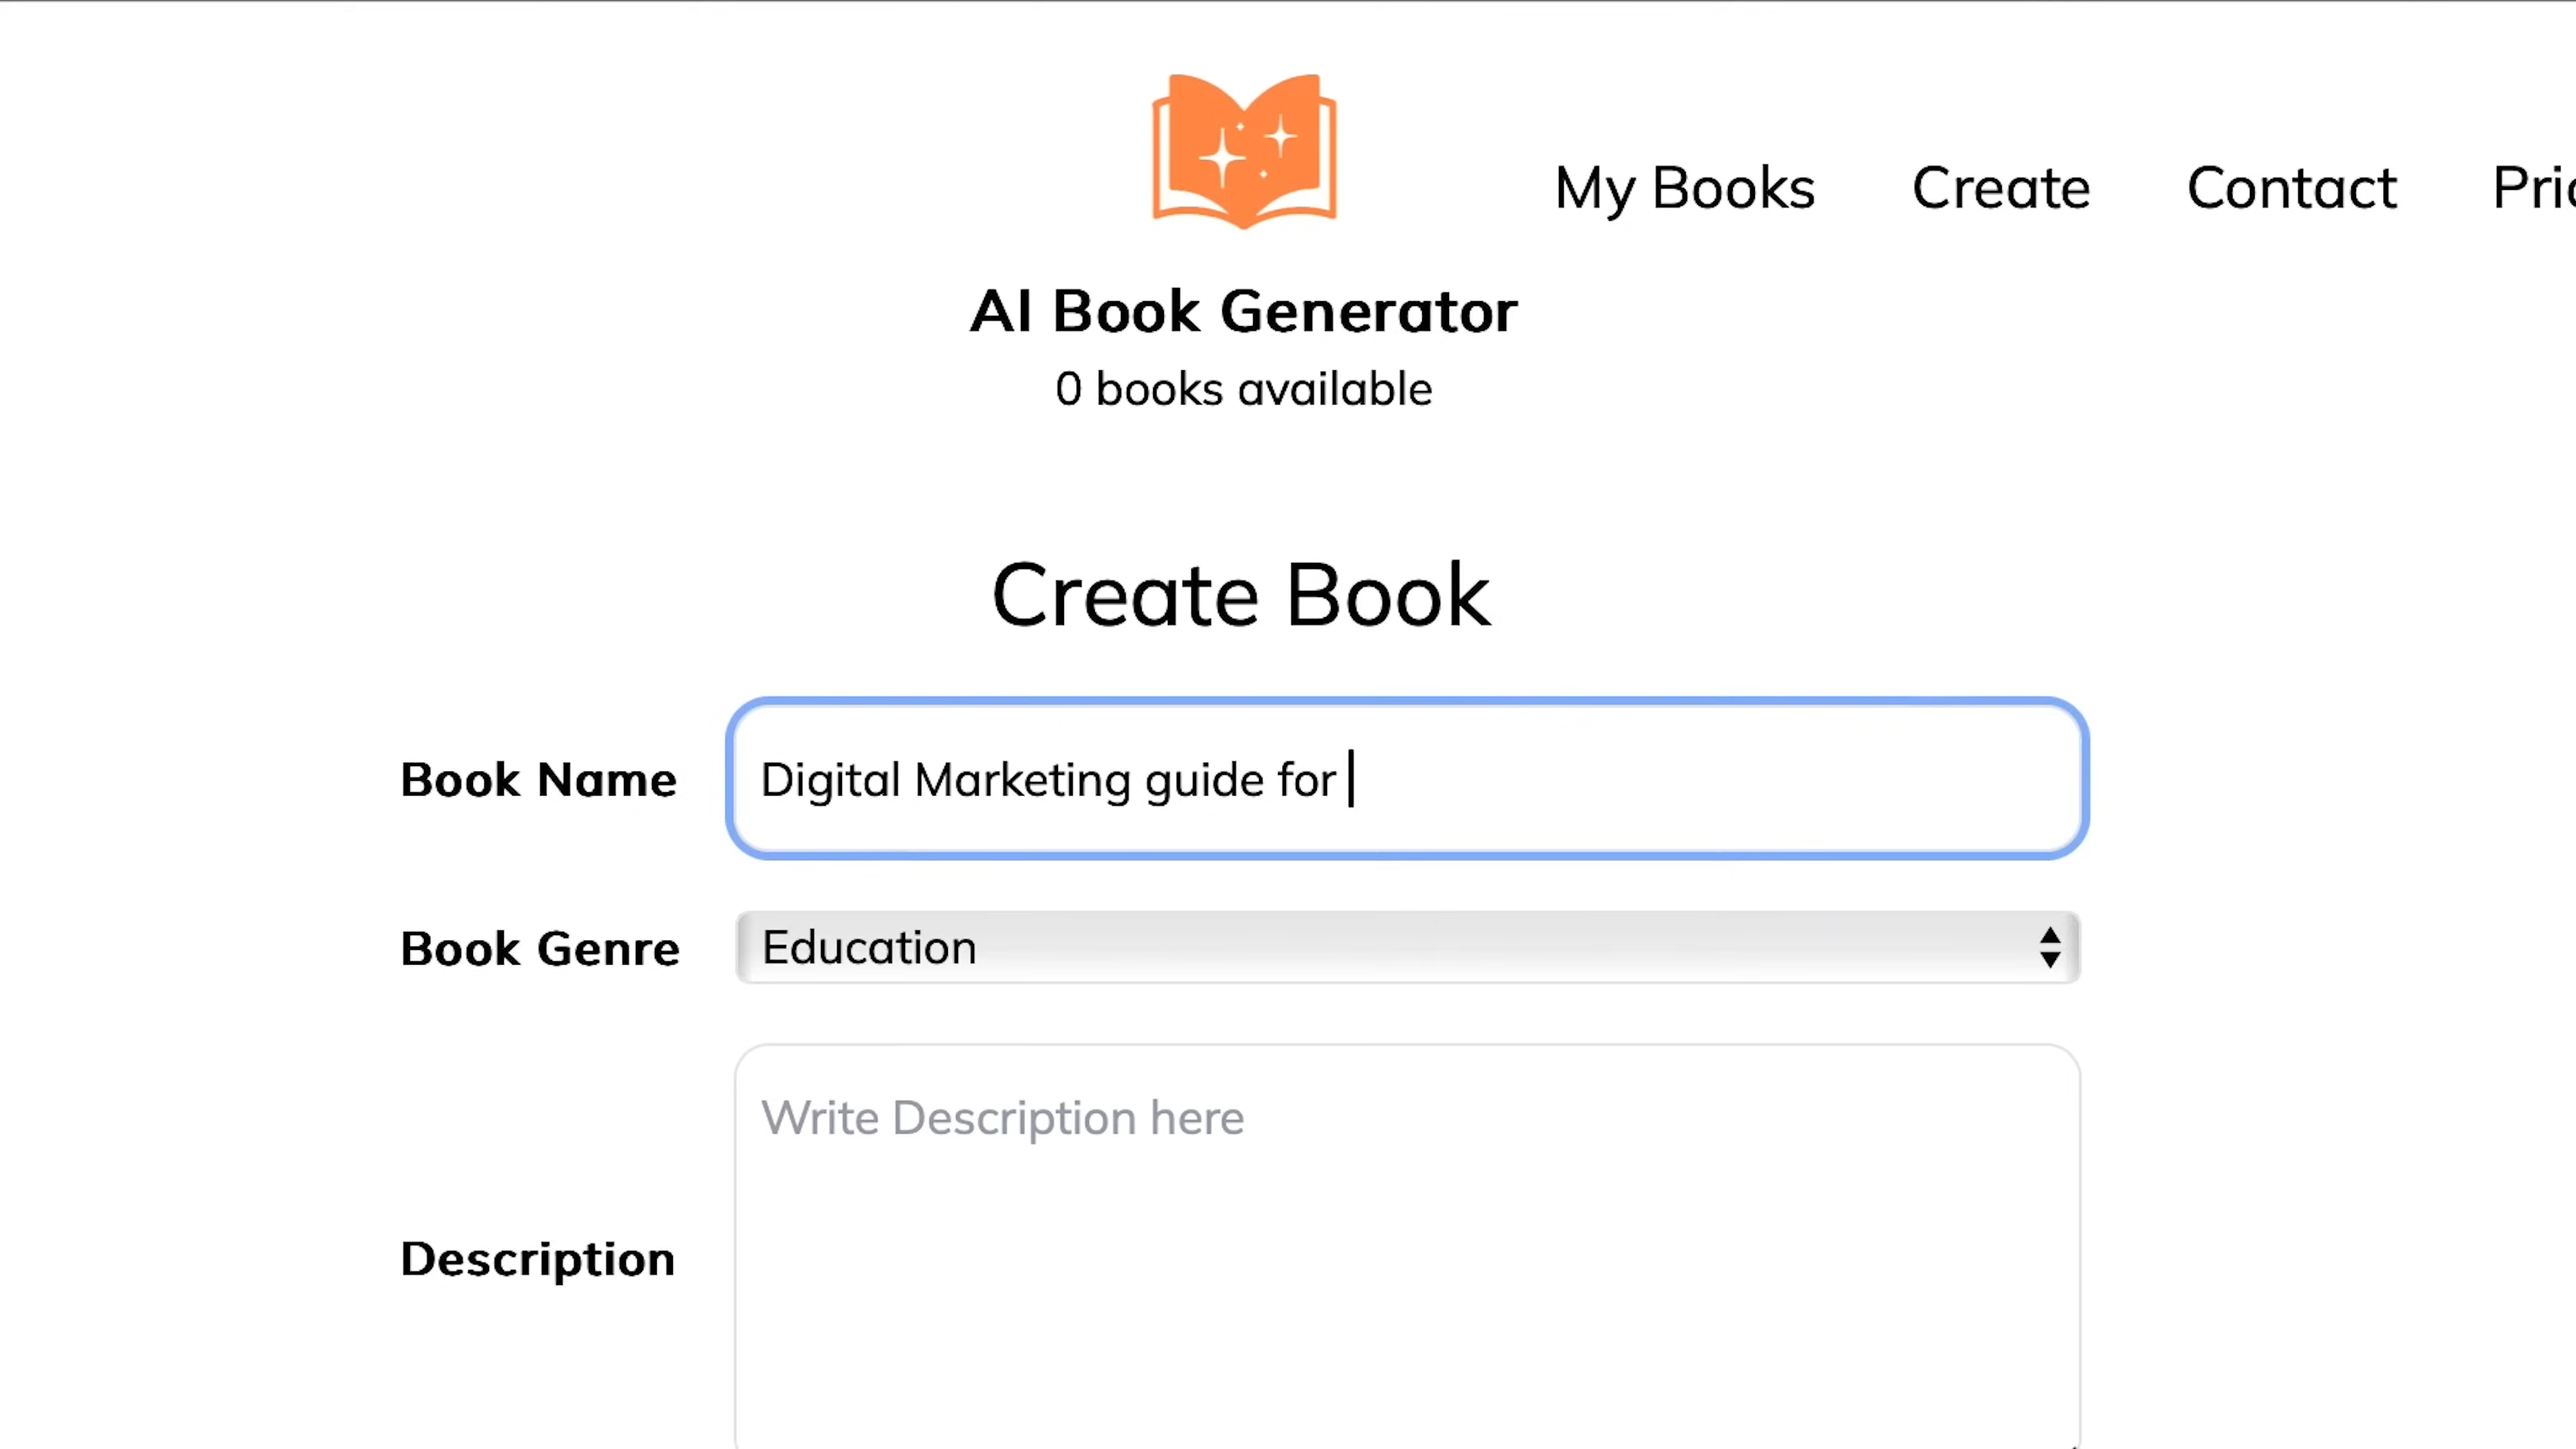 My Books Create Contact
AI Book Generator
0 books available
Create Book
Book Name
Digital Marketing guide for
Book Genre
Education
Write Description here
Description